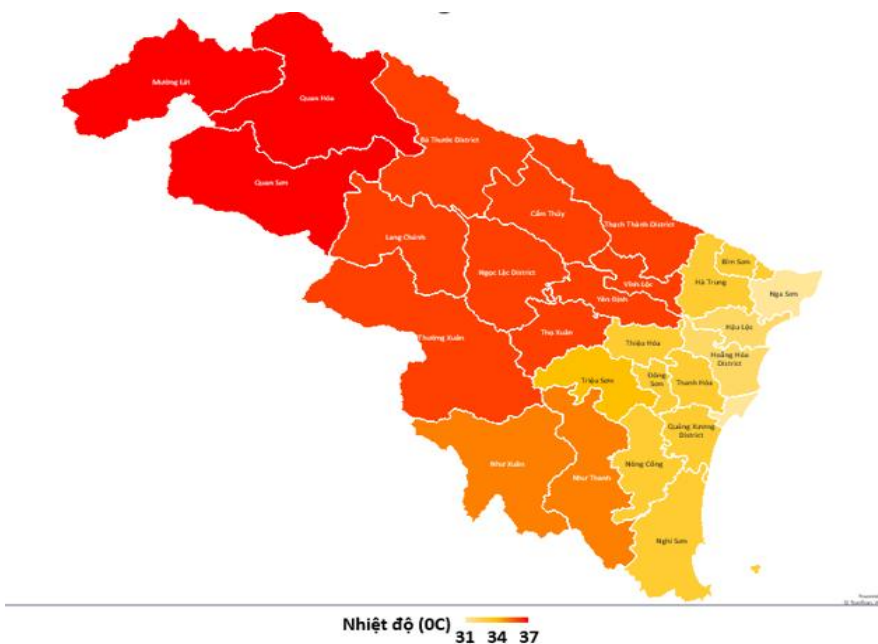 Mường Lát
Quan Hóa
Bá Thước District
Quan Sơn
Cẩm Thủy
Thạch Thành District
Lang Chánh
Bỉm Sơn
Ngọc Lặc District
Vĩnh Lộc
Hà Trung
Nga Sơn
Yên Định
Hậu Lộc
Thường Xuân
Thọ Xuân
Thiệu Hóa
Hoằng Hóa
District
Triệu Sơn
Đông
Sơn
Thanh Hóa
Quảng Xương
District
Như Xuân
Như Thanh
Nông Cống
Nghi Sơn
Nhiệt độ (0C)
31 34 37